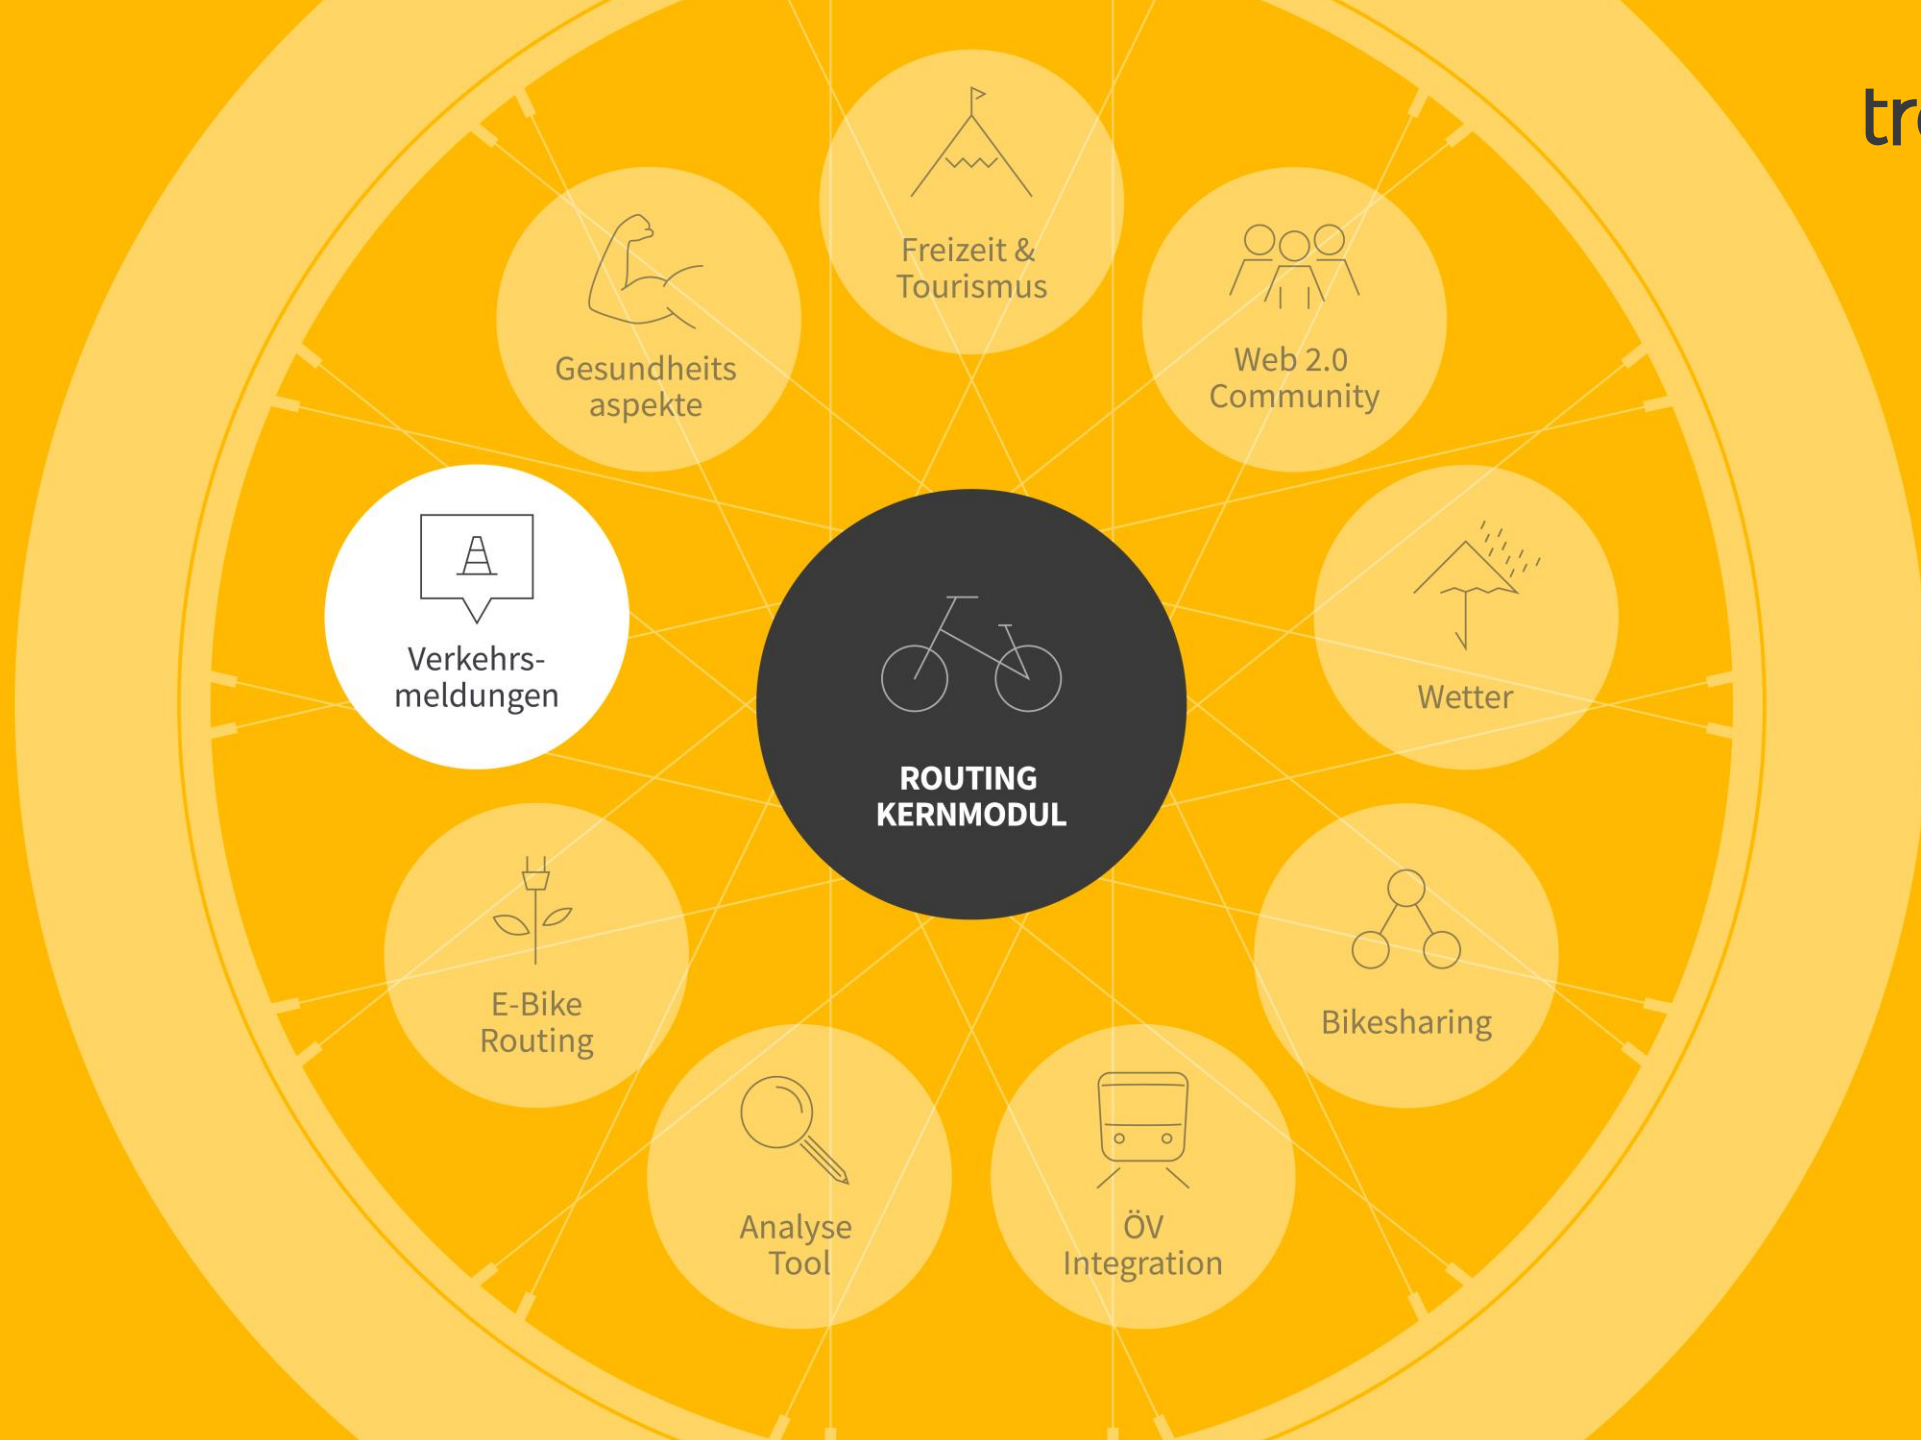 Freizeit &
Tourismus
Web 2.0
Community
Gesundheits
aspekte
Verkehrs-
meldungen
Wetter
ROUTING
KERNMODUL
E-Bike
Routing
Bikesharing
Analyse
Tool
ÖV
Integration